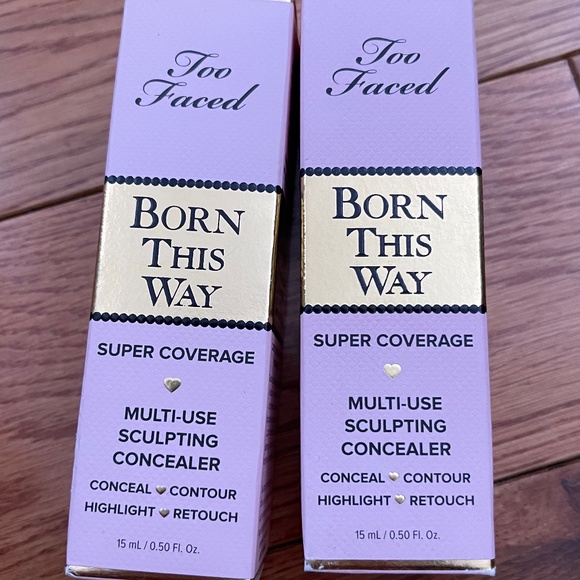 Too
Faced
BORN
THIS
WAY
SUPER COVERAGE
MULTI-USE
SCULPTING
CONCEALER
CONCEAL CONTOUR
HIGHLIGHT RETOUCH
15 mL / 0.50 Fl. Oz.
Too
Faced
BORN
THIS
WAY
SUPER COVERAGE
MULTI-USE
SCULPTING
CONCEALER
CONCEAL CONTOUR
HIGHLIGHT RETOUCH
15 mL / 0.50 Fl. Oz.